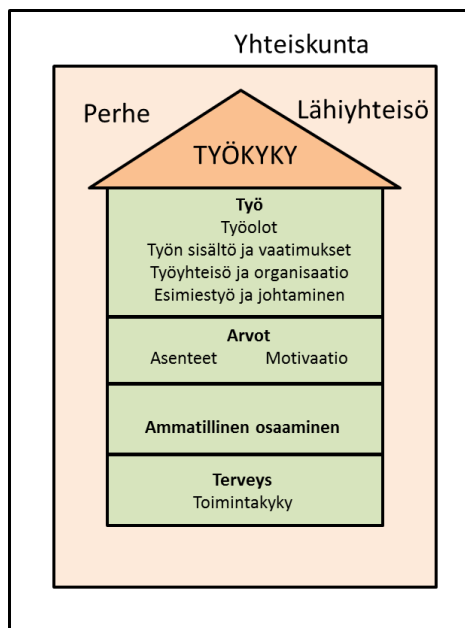 Yhteiskunta
Perhe
Lähiyhteisö
TYÖKYKY
Työ
Työolot
Työn sisältö ja vaatimukset
Työyhteisö ja organisaatio
Esimiestyö ja johtaminen
Arvot
Asenteet Motivaatio
Ammatillinen osaaminen
Terveys
Toimintakyky